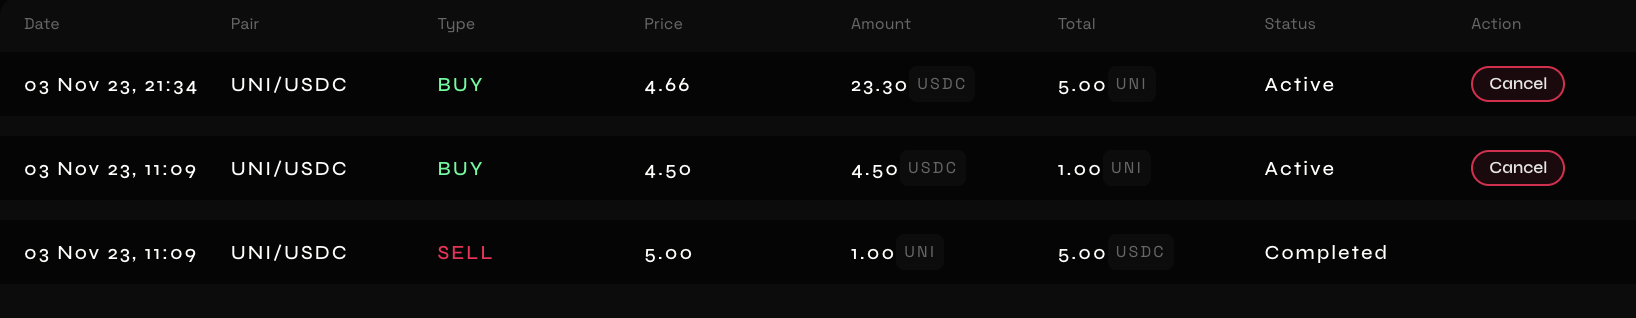 Date Pair Type Price Amount Total Status Action
03 Nov 23, 21:34 UNI/USDC BUY 4.66 23.30 USDC 5.00 UNI Active Cancel
03 Nov 23, 11:09 UNI/USDC BUY 4.50 4.50 USDC 1.00 UNI Active Cancel
03 Nov 23, 11:09 UNI/USDC SELL 5.00 1.00 UNI 5.00 USDC Completed